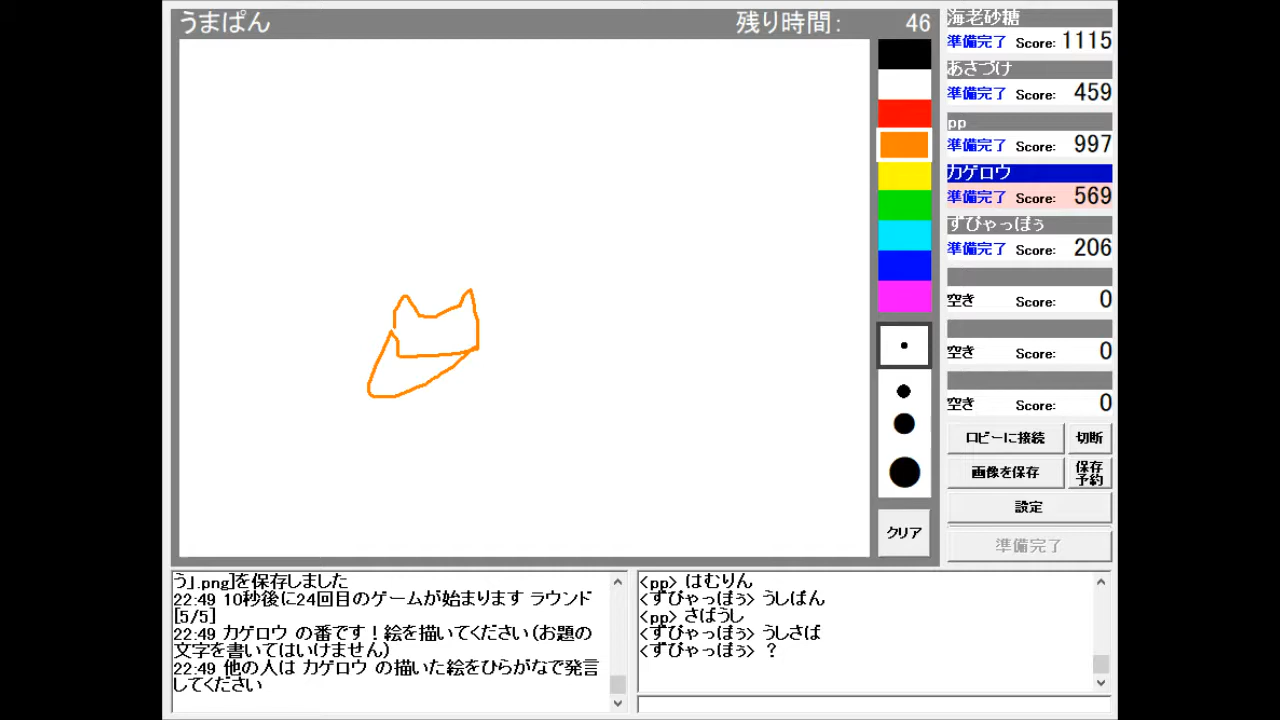 うまぱん 残り時間: 46
海老砂糖
準備完了 Score: 1115
あさづけ
準備完了 Score: 459
pp
準備完了 Score: 997
カゲロウ
準備完了 Score: 569
ずびゃっぽぅ
準備完了 Score: 206
空き Score: 0
空き Score: 0
空き Score: 0
ロビーに接続 切断
画像を保存 保存予約
設定
クリア 準備完了
う｣.png]を保存しました
22:49 10秒後に24回目のゲームが始まります ラウンド
[5/5]
22:49 カゲロウ の番です！絵を描いてください(お題の
文字を書いてはいけません)
22:49 他の人は カゲロウ の描いた絵をひらがなで発言
してください
<pp> はむりん
<ずびゃっぽぅ> うしぱん
<pp> さばうし
<ずびゃっぽぅ> うしさば
<ずびゃっぽぅ> ？